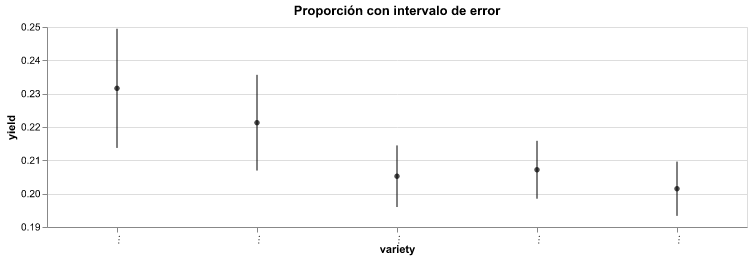 Proporción con intervalo de error
0.25
0.24
0.23
0.22
0.21
0.20
0.19
yield
... ... ... ... ...
variety